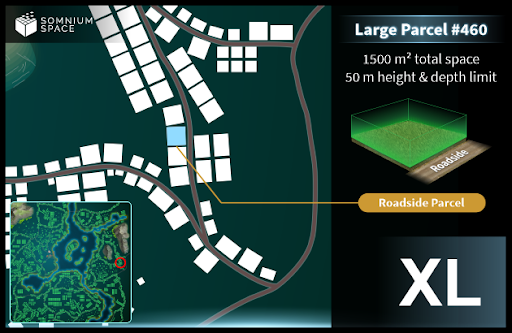 SOMNIUM
SPACE
Large Parcel #460
1500 m² total space
50 m height & depth limit
Roadside
Roadside Parcel
XL